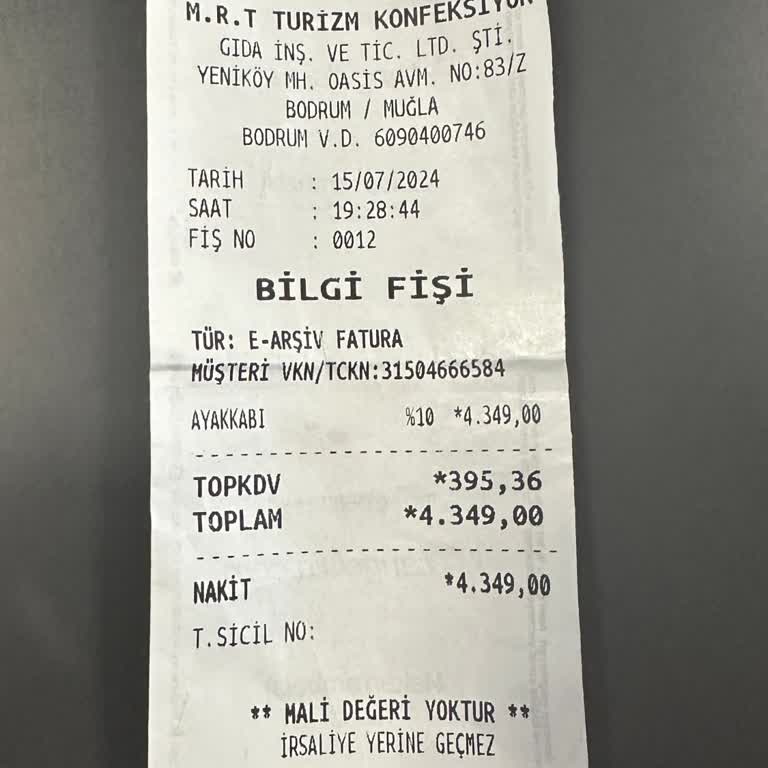 M.R.T TURİZM KONFEKSİYON
GIDA İNŞ. VE TİC. LTD. ŞTİ.
YENİKÖY MH. OASİS AVM. NO:83/Z
BODRUM / MUĞLA
BODRUM V.D. 6090400746
TARİH : 15/07/2024
SAAT : 19:28:44
FİŞ NO : 0012
BİLGİ FİŞİ
TÜR: E-ARŞİV FATURA
MÜŞTERİ VKN/TCKN:31504666584
AYAKKABI %10 *4.349,00
TOPKDV *395,36
TOPLAM *4.349,00
NAKİT *4.349,00
T.SİCİL NO:
** MALİ DEĞERİ YOKTUR **
İRSALİYE YERİNE GEÇMEZ